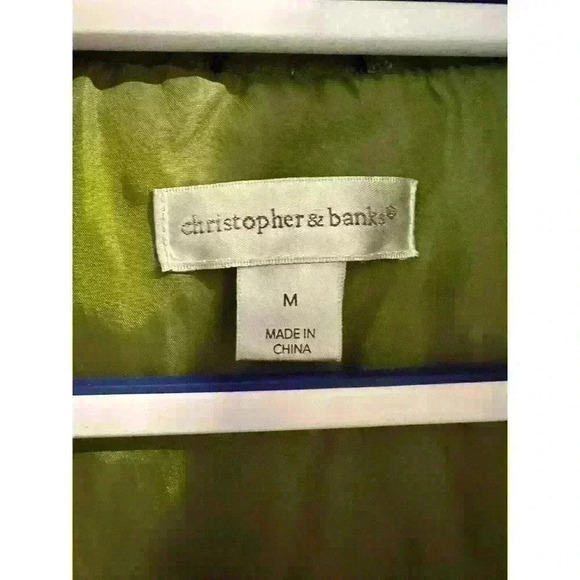 christopher & banks®
M
MADE IN
CHINA